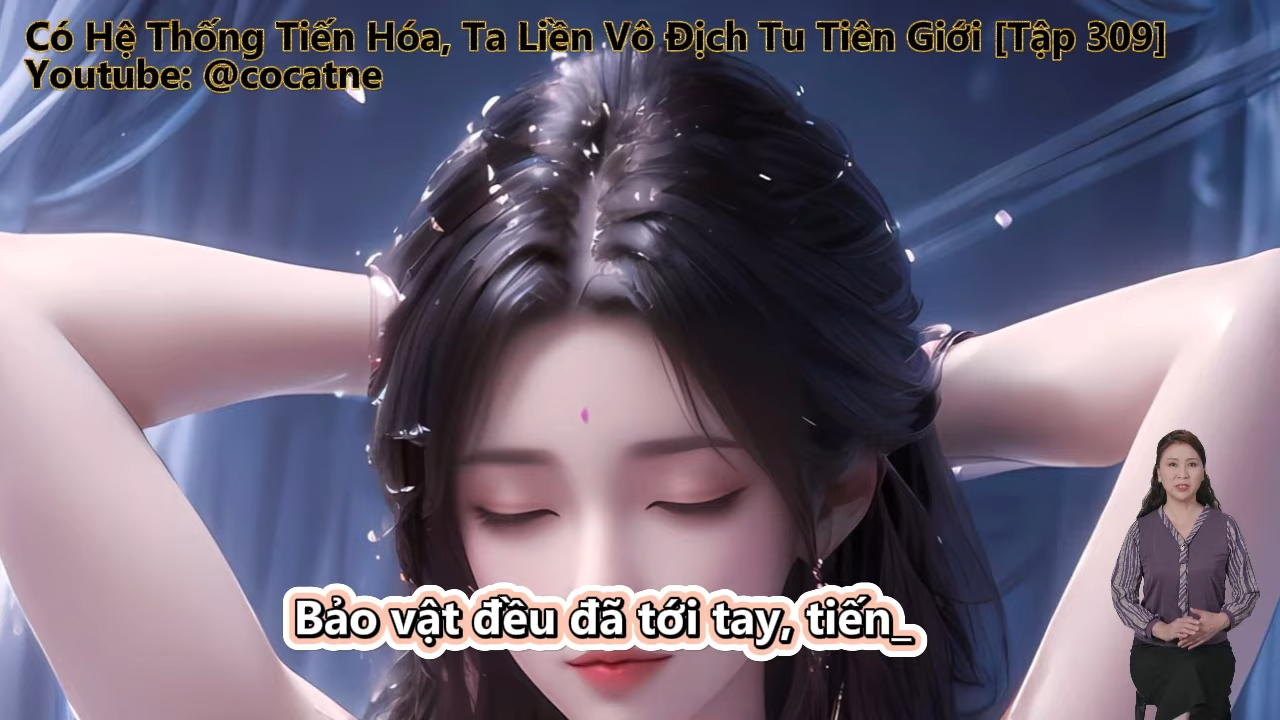 Có Hệ Thống Tiến Hóa, Ta Liền Vô Địch Tu Tiên Giới [Tập 309]
Youtube: @cocatne
Bảo vật đều đã tới tay, tiến_